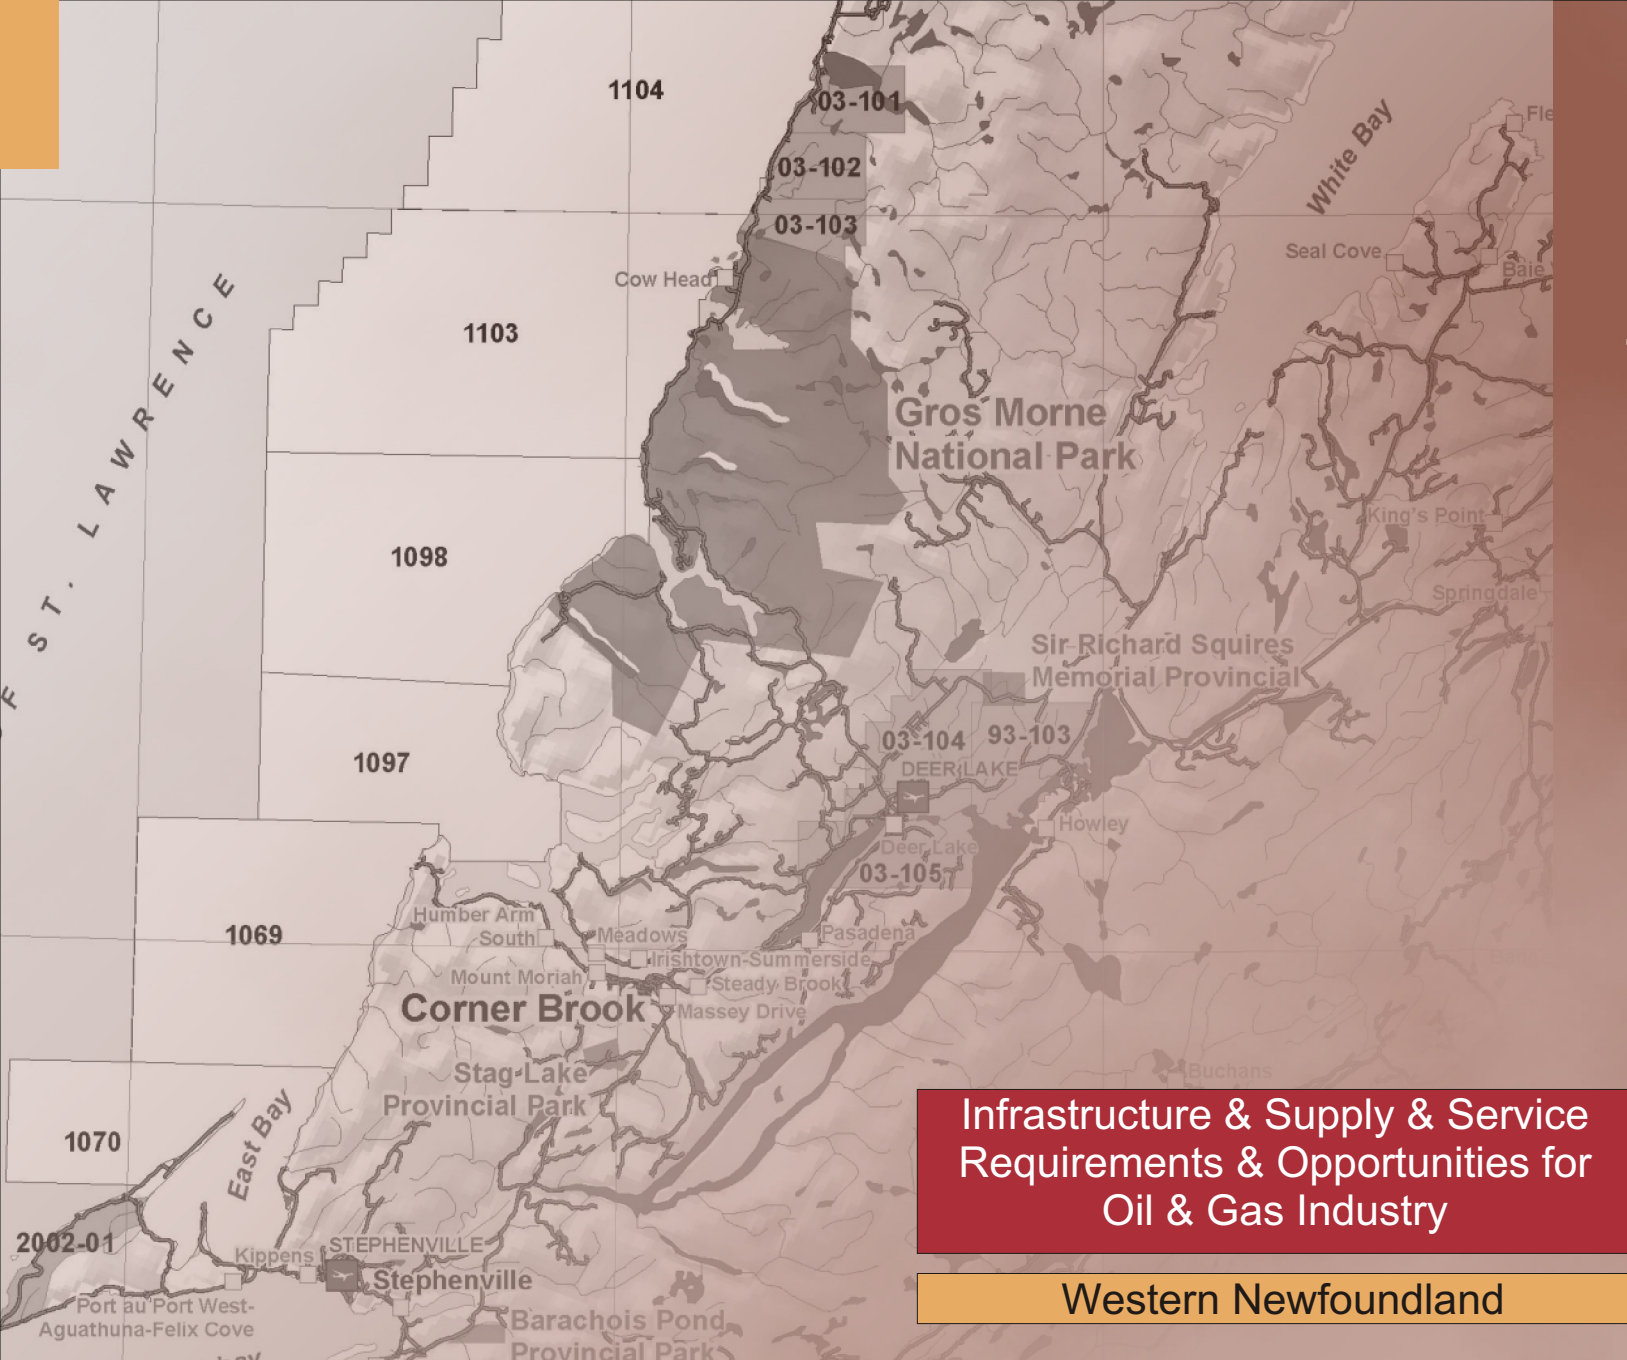 1104
03-101
White Bay
03-102
03-103
Seal Cove
Cow Head
F ST. LAWRENCE
1103
Gros Morne
National Park
King's Point
1098
Springdale
Sir Richard Squires
Memorial Provincial
03-104
93-103
1097
DEER LAKE
Howley
Deer Lake
03-105
Humber Arm
South
1069
Meadows
Pasadena
Irishtown-Summerside
Mount Moriah
Steady Brook
Corner Brook
Massey Drive
Stag Lake
Provincial Park
Buchans
East Bay
1070
Infrastructure & Supply & Service
Requirements & Opportunities for
Oil & Gas Industry
2002-01
Kippens
STEPHENVILLE
Stephenville
Western Newfoundland
Port au Port West-
Aguathuna-Felix Cove
Barachois Pond
Provincial Park
Baie
Fle